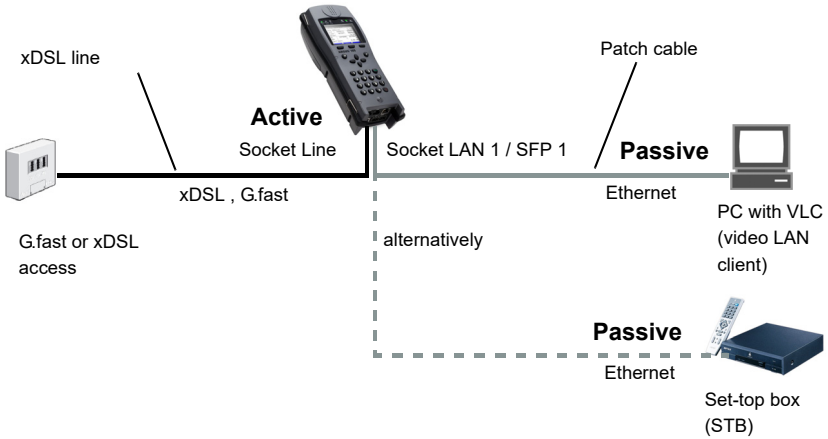 xDSL line
Patch cable
Active
Socket Line
Socket LAN 1 / SFP 1
Passive
xDSL , G.fast
Ethernet
PC with VLC
(video LAN
client)
G.fast or xDSL
access
alternatively
Passive
Ethernet
Set-top box
(STB)